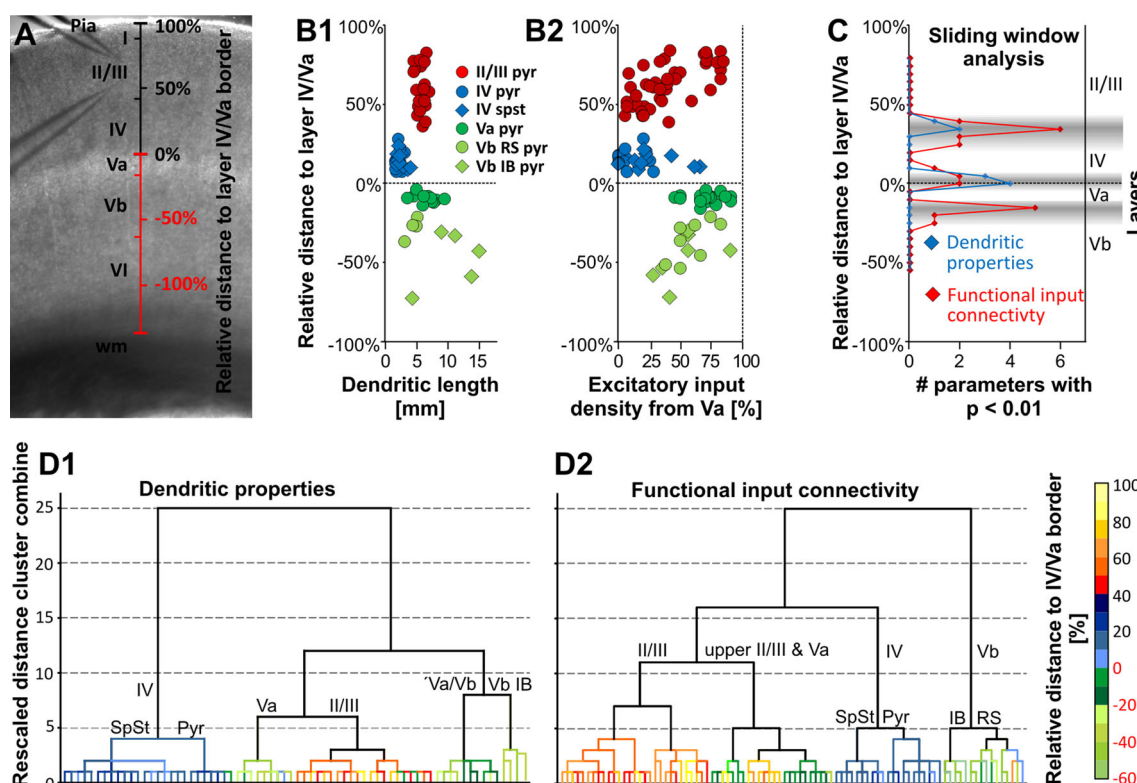 A
Pia
100%
I
II/III
50%
IV
0%
Va
Vb
-50%
VI
-100%
wm
Relative distance to layer IV/Va border
B1
100%
50%
0%
-50%
-100%
Relative distance to layer IV/Va
0 5 10 15
Dendritic length
[mm]
II/III pyr
IV pyr
IV spst
Va pyr
Vb RS pyr
Vb IB pyr
B2
100%
50%
0%
-50%
-100%
0 25 50 75
Excitatory input
density from Va [%]
C
Sliding window
analysis
100%
50%
0%
-50%
-100%
Relative distance to layer IV/Va
II/III
IV
Va
Vb
Layers
Dendritic
properties
Functional input
connectivty
0 2 4 6
# parameters with
p < 0.01
D1
Dendritic properties
Rescaled distance cluster combine
25
20
15
10
5
0
IV
SpSt Pyr
Va
II/III
´Va/Vb
Vb IB
D2
Functional input connectivity
II/III
upper II/III & Va
IV
Vb
SpSt Pyr
IB RS
100
80
60
40
20
0
-20
-40
-60
Relative distance to IV/Va border
[%]